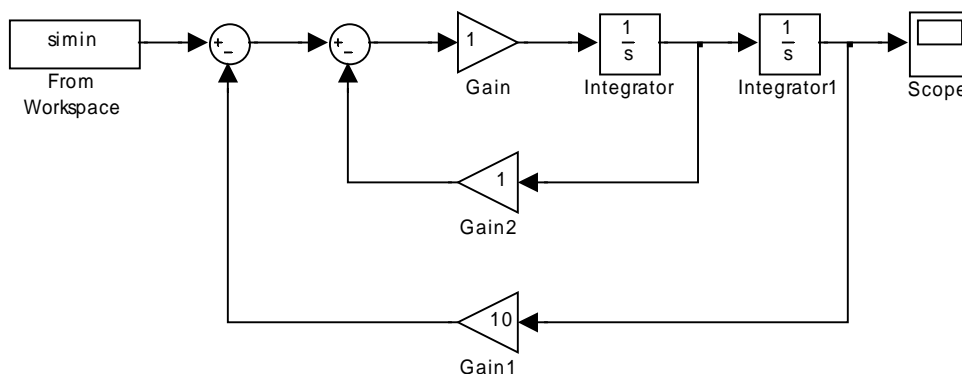 simin
From
Workspace
+
−
+
−
1
Gain
1
s
Integrator
1
s
Integrator1
Scope
1
Gain2
10
Gain1